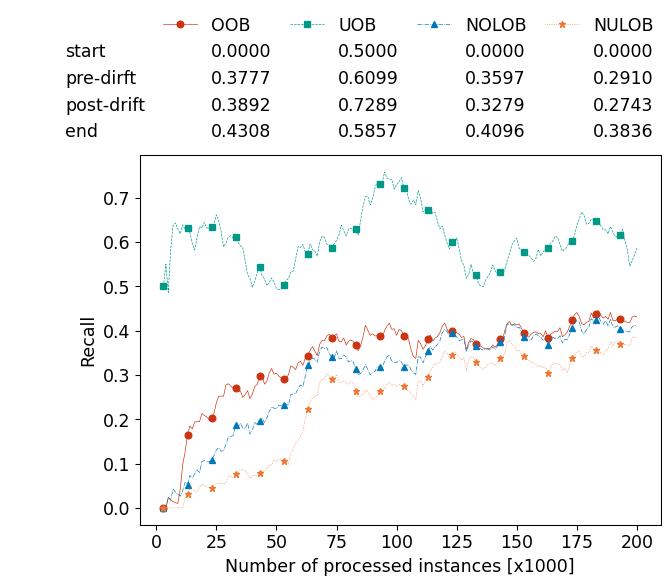 OOB UOB NOLOB NULOB
start 0.0000 0.5000 0.0000 0.0000
pre-dirft 0.3777 0.6099 0.3597 0.2910
post-drift 0.3892 0.7289 0.3279 0.2743
end 0.4308 0.5857 0.4096 0.3836
0.7
0.6
0.5
0.4
0.3
0.2
0.1
0.0
Recall
0 25 50 75 100 125 150 175 200
Number of processed instances [x1000]